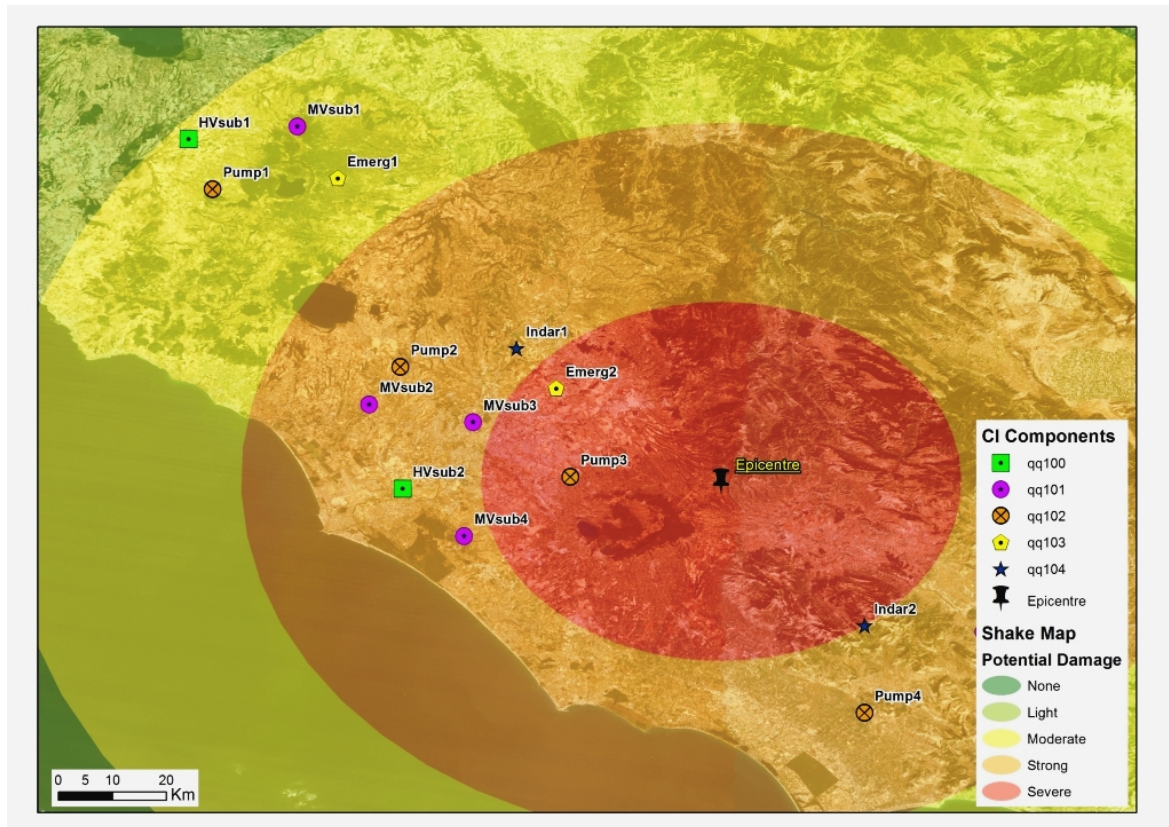 MVsub1
HVsub1
Emerg1
Pump1
Indar1
Pump2
Emerg2
MVsub2
MVsub3
Pump3
Epicentre
HVsub2
MVsub4
Indar2
Pump4
CI Components
qq100
qq101
qq102
qq103
qq104
Epicentre
Shake Map
Potential Damage
None
Light
Moderate
Strong
Severe
0 5 10 20
Km